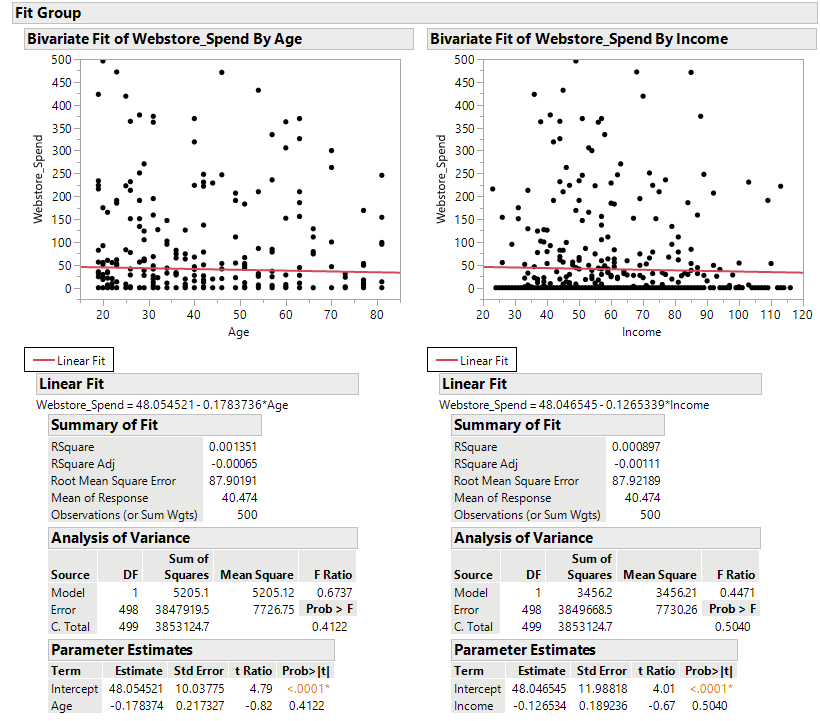 Fit Group
Bivariate Fit of Webstore_Spend By Age
500
450
400
350
300
250
200
150
100
50
0
Webstore_Spend
20 30 40 50 60 70 80
Age
Linear Fit
Linear Fit
Webstore_Spend = 48.054521 - 0.1783736*Age
Summary of Fit
RSquare 0.001351
RSquare Adj -0.00065
Root Mean Square Error 87.90191
Mean of Response 40.474
Observations (or Sum Wgts) 500
Analysis of Variance
Sum of
Source DF Squares Mean Square F Ratio
Model 1 5205.1 5205.12 0.6737
Error 498 3847919.5 7726.75 Prob > F
C. Total 499 3853124.7 0.4122
Parameter Estimates
Term Estimate Std Error t Ratio Prob>|t|
Intercept 48.054521 10.03775 4.79 <.0001*
Age -0.178374 0.217327 -0.82 0.4122
Bivariate Fit of Webstore_Spend By Income
500
450
400
350
300
250
200
150
100
50
0
Webstore_Spend
20 30 40 50 60 70 80 90 100 110 120
Income
Linear Fit
Linear Fit
Webstore_Spend = 48.046545 - 0.1265339*Income
Summary of Fit
RSquare 0.000897
RSquare Adj -0.00111
Root Mean Square Error 87.92189
Mean of Response 40.474
Observations (or Sum Wgts) 500
Analysis of Variance
Sum of
Source DF Squares Mean Square F Ratio
Model 1 3456.2 3456.21 0.4471
Error 498 3849668.5 7730.26 Prob > F
C. Total 499 3853124.7 0.5040
Parameter Estimates
Term Estimate Std Error t Ratio Prob>|t|
Intercept 48.046545 11.98818 4.01 <.0001*
Income -0.126534 0.189236 -0.67 0.5040